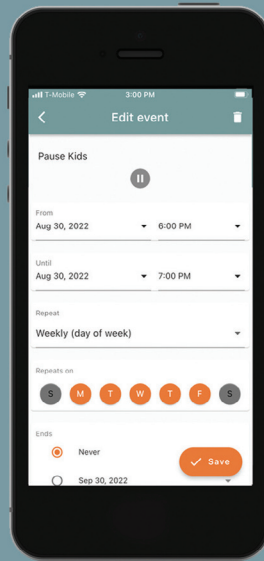 T-Mobile 3:00 PM
Edit event
Pause Kids
From
Aug 30, 2022 6:00 PM
Until
Aug 30, 2022 7:00 PM
Repeat
Weekly (day of week)
Repeats on
S M T W T F S
Ends
Never
Save
Sep 30, 2022